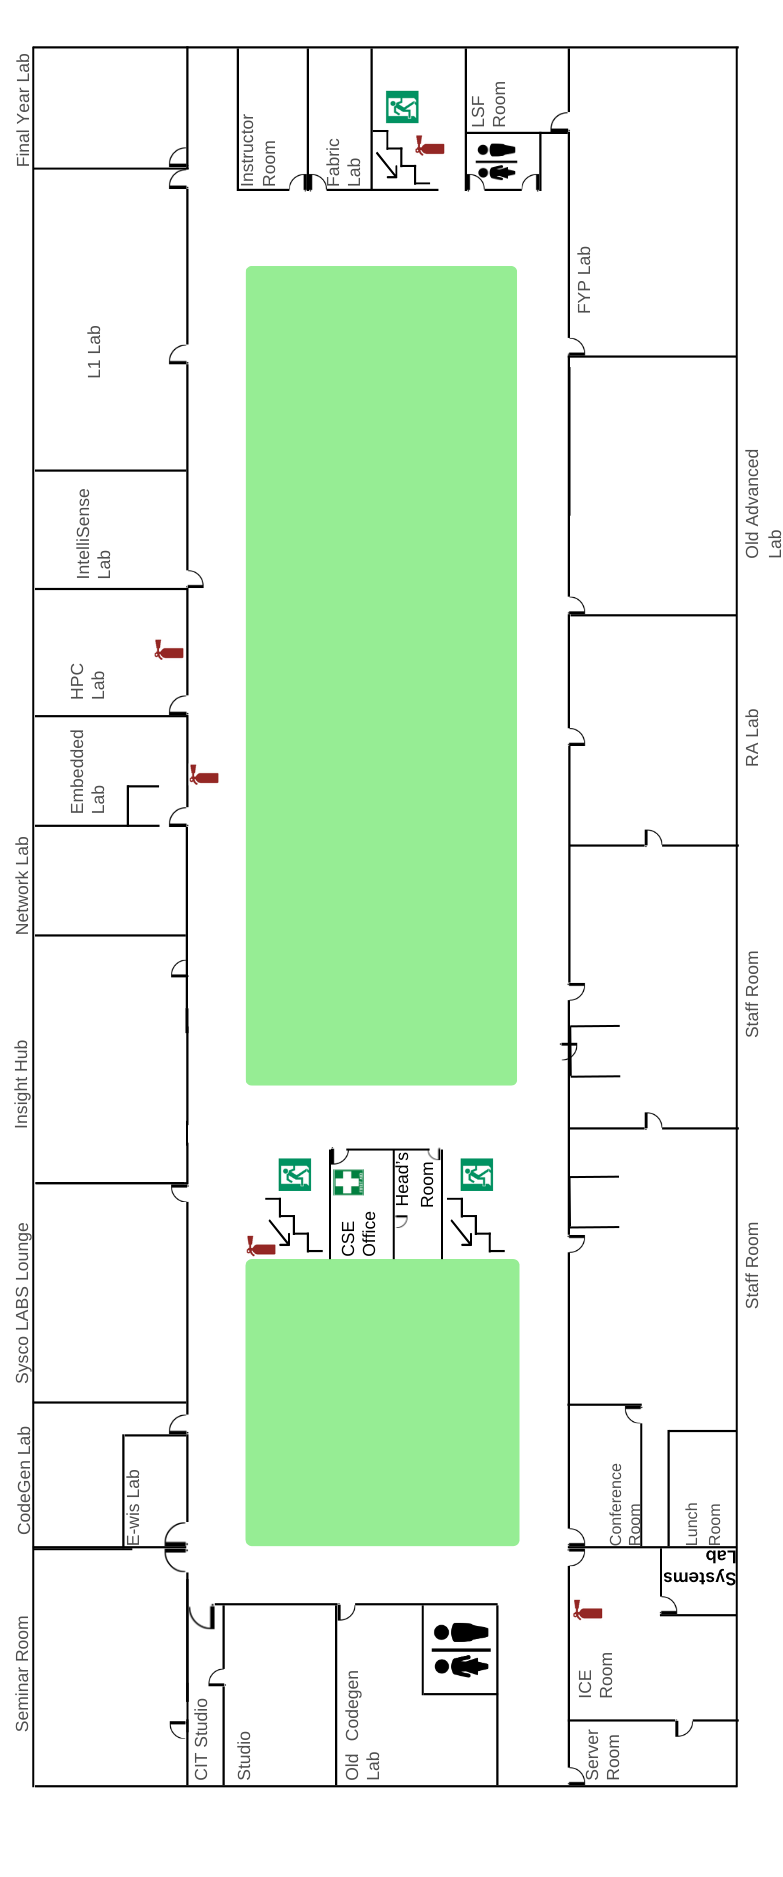 Final Year Lab
L1 Lab
IntelliSense
Lab
HPC
Lab
Embedded
Lab
Network Lab
Insight Hub
Sysco LABS Lounge
CodeGen Lab
E-wis Lab
Seminar Room
Instructor
Room
Fabric
Lab
LSF
Room
CSE
Office
Head's
Room
CIT Studio
Studio
Old Codegen
Lab
FYP Lab
Old Advanced
Lab
RA Lab
Staff Room
Staff Room
Conference
Room
Lunch
Room
Systems
Lab
ICE
Room
Server
Room